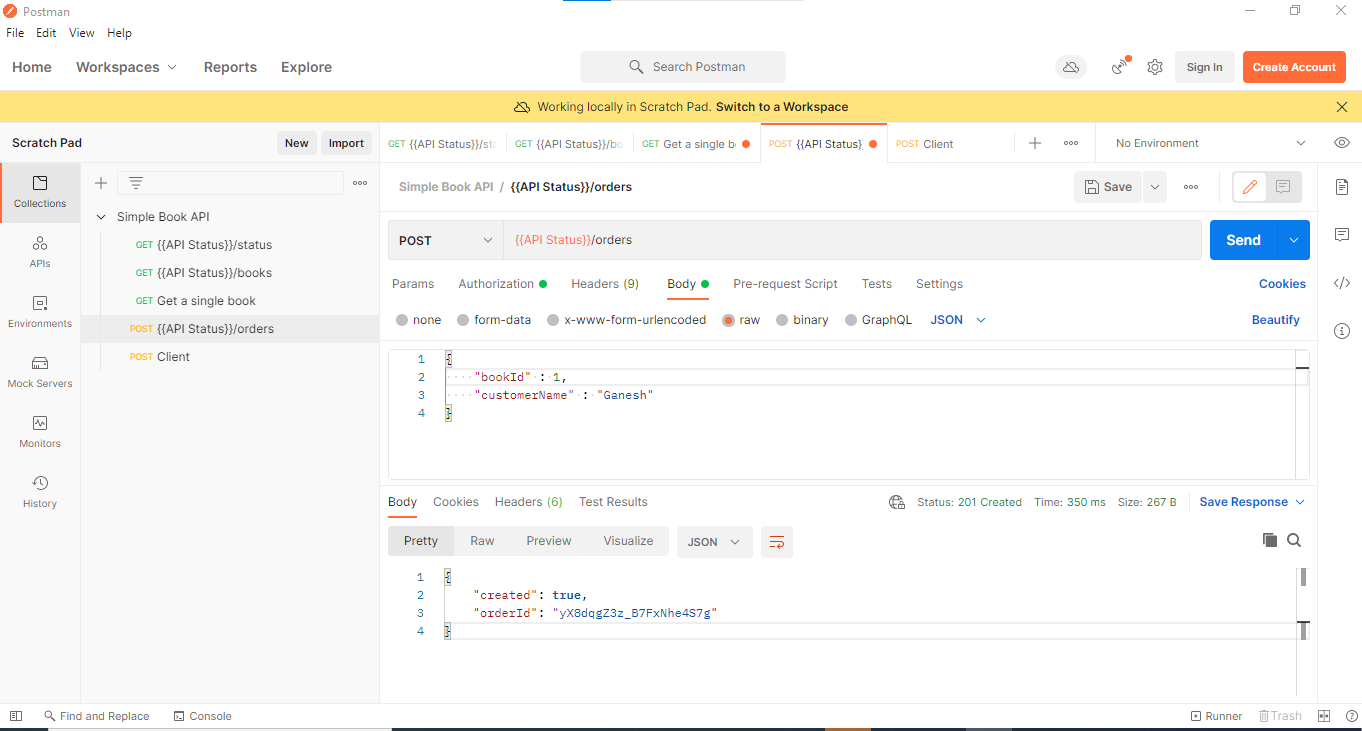 Postman
File Edit View Help
Home Workspaces Reports Explore Search Postman Sign In Create Account
Working locally in Scratch Pad. Switch to a Workspace
Scratch Pad New Import
GET {{API Status}}/sta GET {{API Status}}/bo GET Get a single b POST {{API Status} POST Client No Environment
Simple Book API / {{API Status}}/orders Save
Collections
APIs
Environments
Mock Servers
Monitors
History
Simple Book API
GET {{API Status}}/status
GET {{API Status}}/books
GET Get a single book
POST {{API Status}}/orders
POST Client
POST {{API Status}}/orders Send
Params Authorization Headers (9) Body Pre-request Script Tests Settings Cookies
none form-data x-www-form-urlencoded raw binary GraphQL JSON Beautify
1 {
2 "bookId" : 1,
3 "customerName" : "Ganesh"
4 }
Body Cookies Headers (6) Test Results Status: 201 Created Time: 350 ms Size: 267 B Save Response
Pretty Raw Preview Visualize JSON
1 {
2 "created": true,
3 "orderId": "yX8dqgZ3z_B7FxNhe4S7g"
4 }
Find and Replace Console Runner Trash